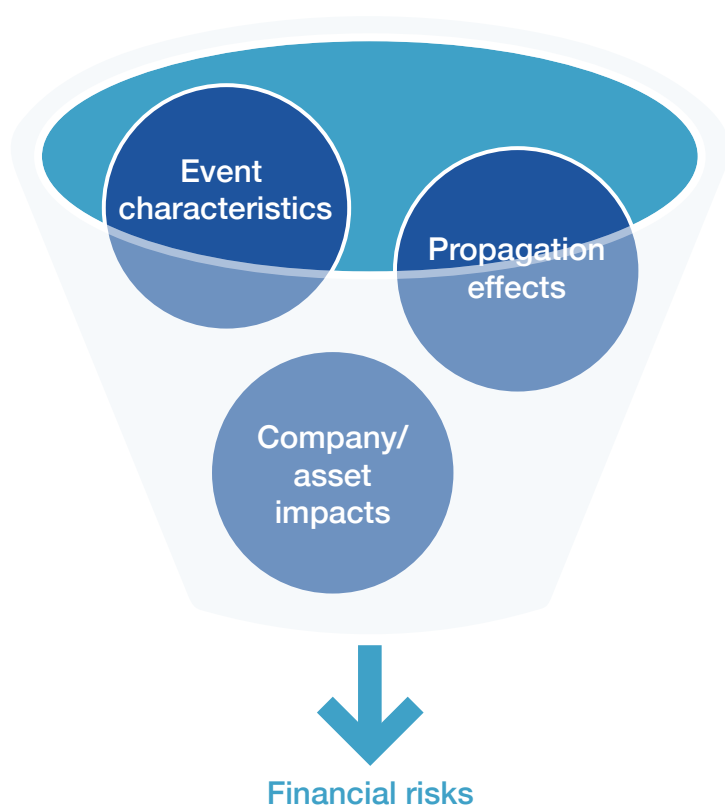 Event
characteristics
Propagation
effects
Company/
asset
impacts
Financial risks